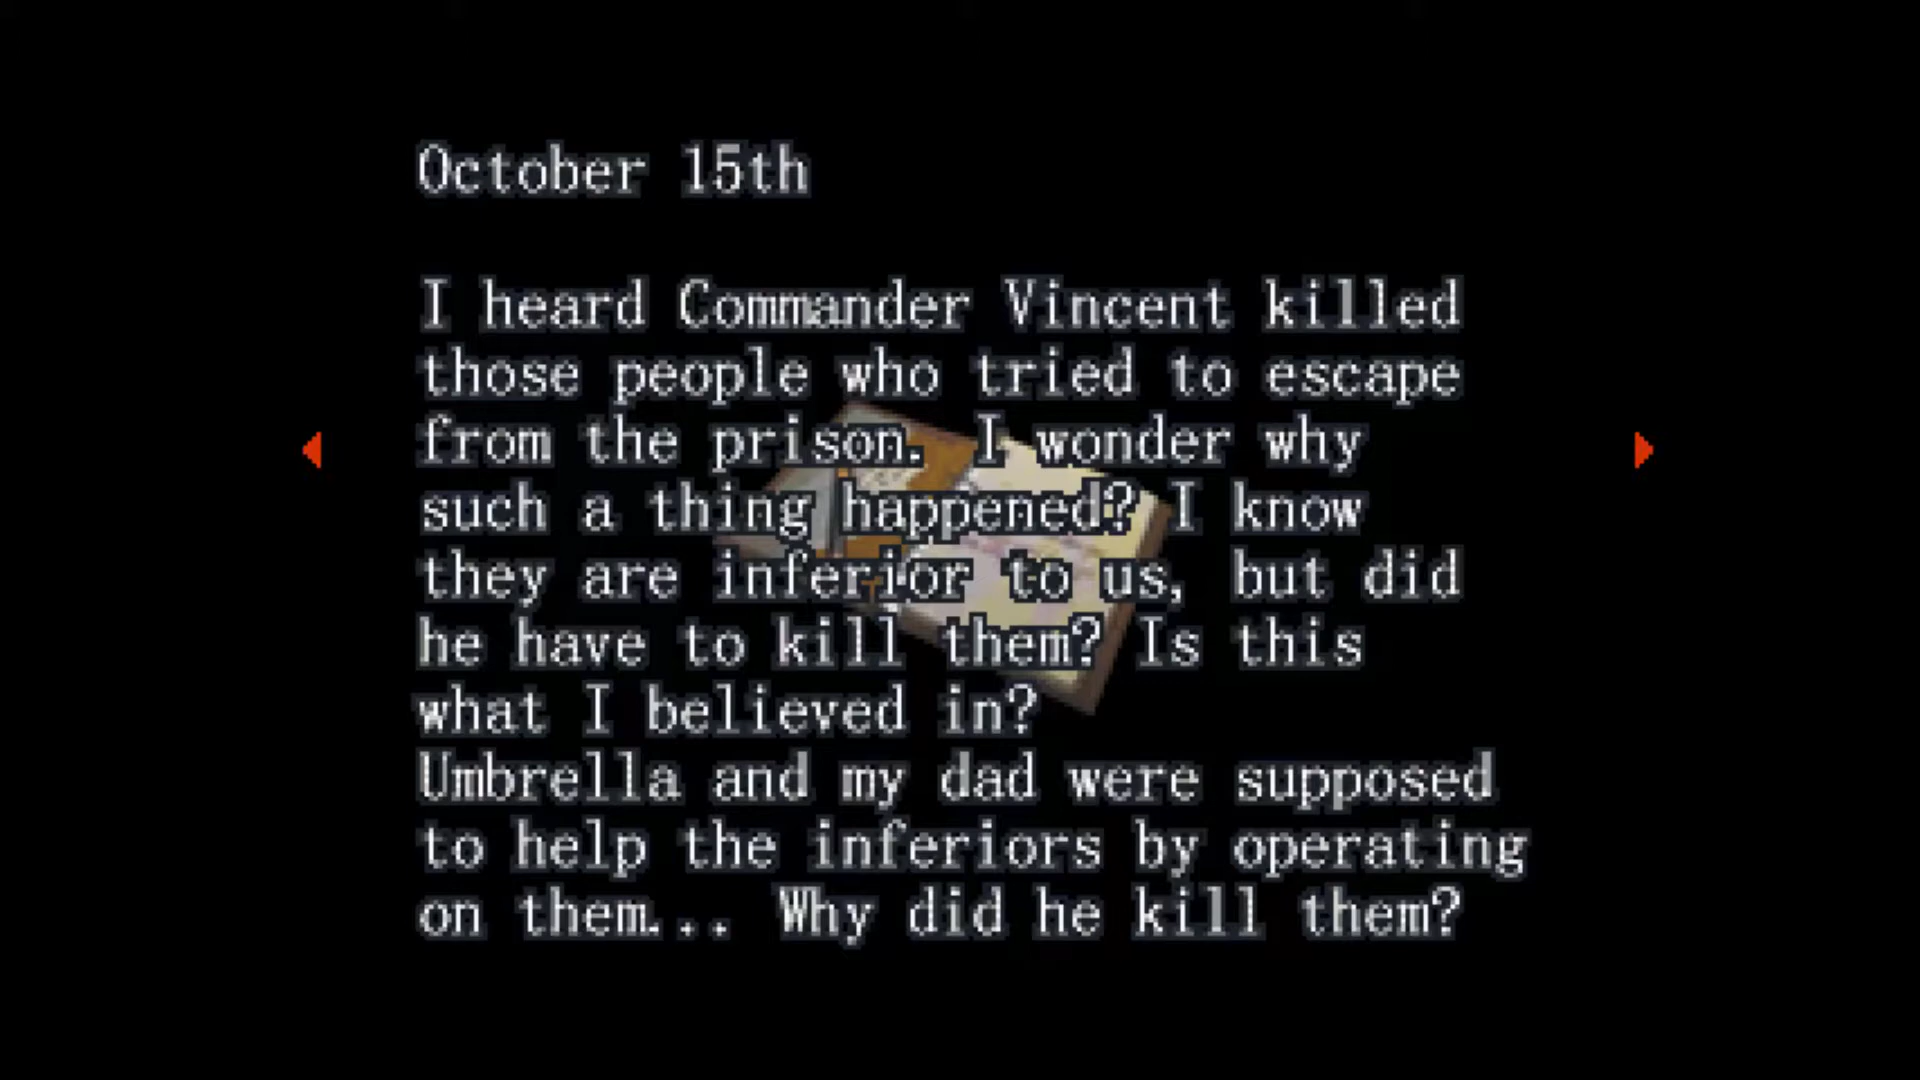 October 15th
I heard Commander Vincent killed
those people who tried to escape
from the prison. I wonder why
such a thing happened? I know
they are inferior to us, but did
he have to kill them? Is this
what I believed in?
Umbrella and my dad were supposed
to help the inferiors by operating
on them... Why did he kill them?